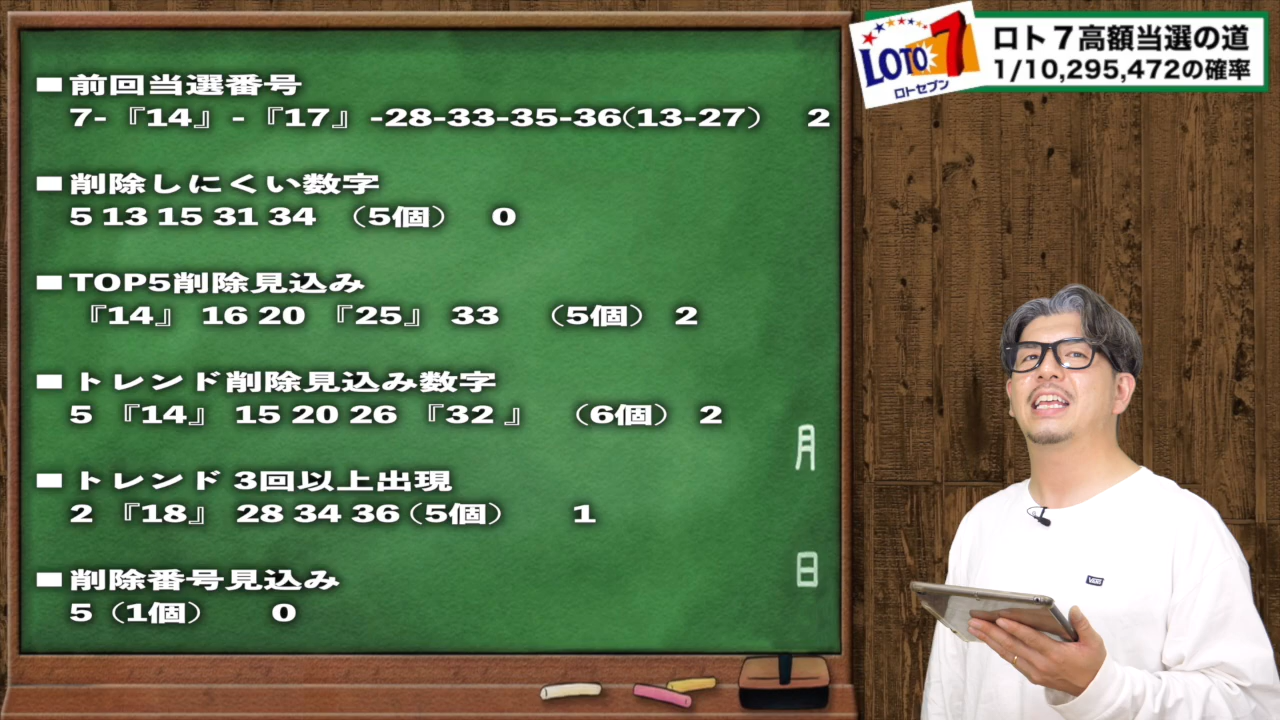 ■前回当選番号
7-『14』-『17』-28-33-35-36(13-27) 2
■削除しにくい数字
5 13 15 31 34 (5個) 0
■TOP5削除見込み
『14』 16 20 『25』 33 (5個) 2
■トレンド削除見込み数字
5 『14』 15 20 26 『32 』 (6個) 2
■トレンド 3回以上出現
2 『18』 28 34 36 (5個) 1
■削除番号見込み
5 (1個) 0
月
日
LOTO 7
ロトセブン
ロト7高額当選の道
1/10,295,472の確率
VANS